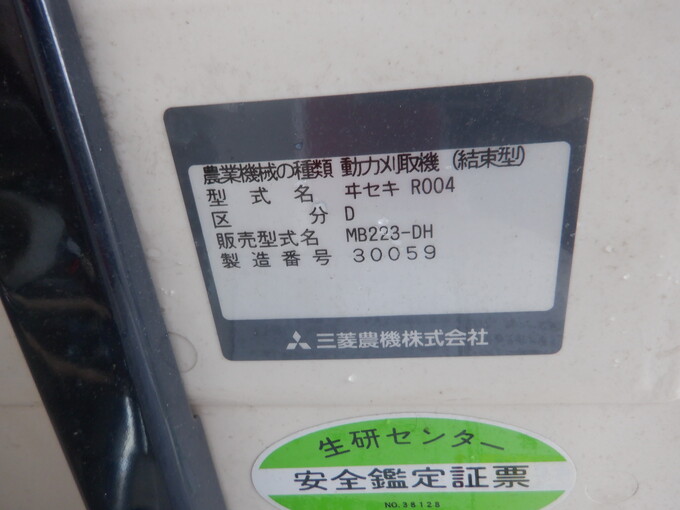 農業機械の種類 動力刈取機 (結束型)
型式名 ヰセキ R004
区分 D
販売型式名 MB223-DH
製造番号 30059
三菱農機株式会社
生研センター
安全鑑定証票
NO.38128